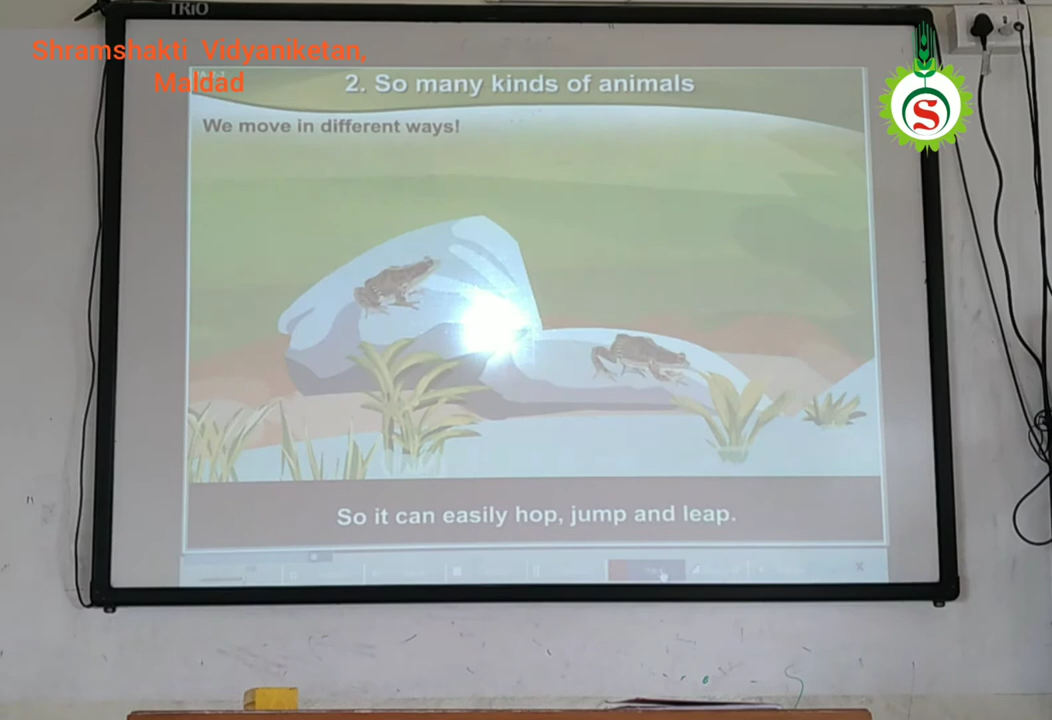 TRiO
Shramshakti Vidyaniketan,
Maldad
2. So many kinds of animals
We move in different ways!
S
So it can easily hop, jump and leap.